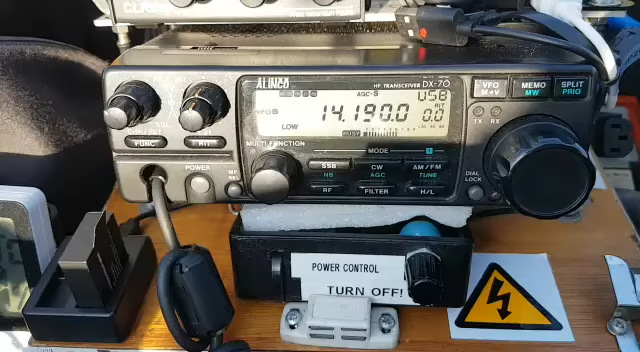 ALINCO
HF TRANSCEIVER DX-70
AGC-S
USB
RIT
14.190.0
0.0
LOW
BUSY
VFO
M►V
MEMO
MW
SPLIT
PRIO
TX
RX
FUNC
RIT
POWER
MULTI FUNCTION
MODE
SSB
CW
AM/FM
NB
AGC
TUNE
RF
FILTER
H/L
DIAL
LOCK
POWER CONTROL
TURN OFF!